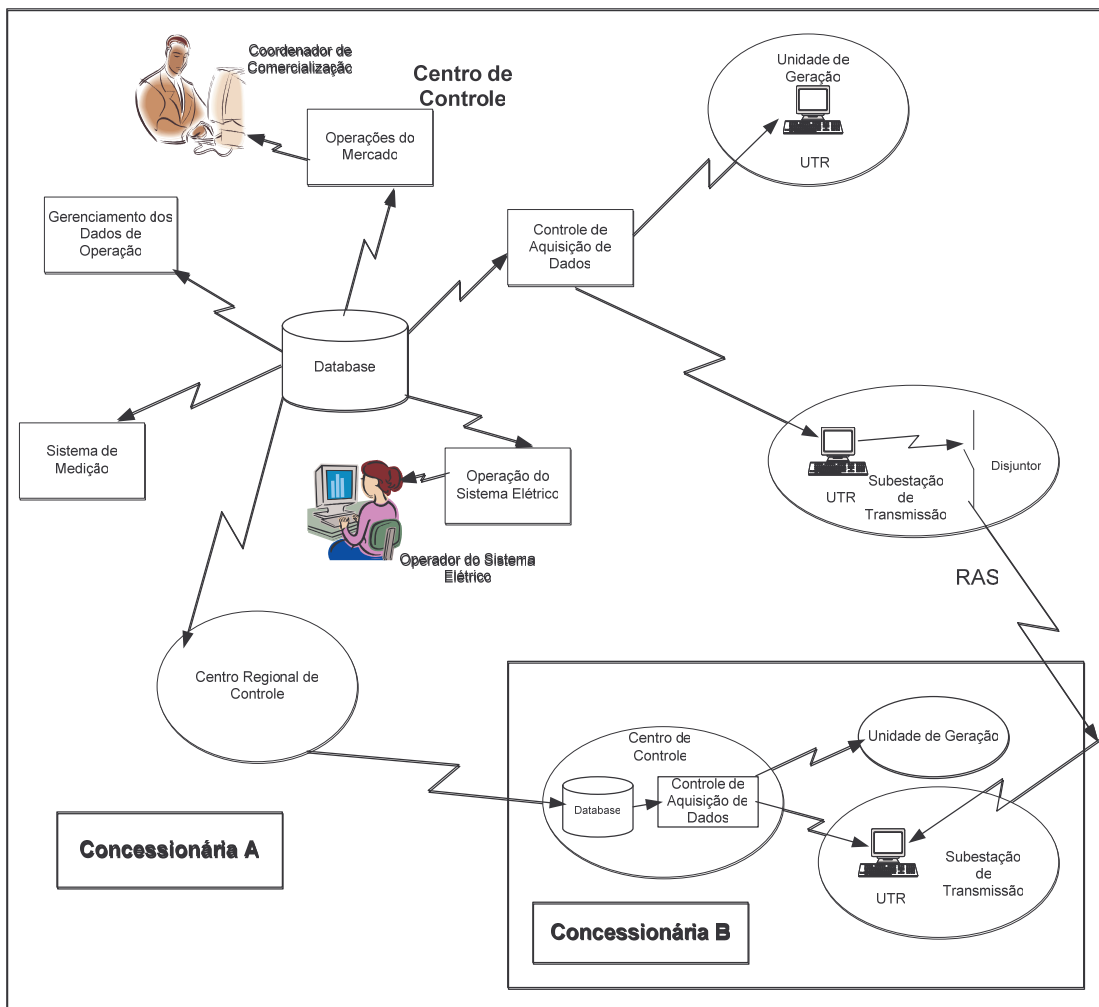 Coordenador de
Comercialização
Centro de
Controle
Operações do
Mercado
Unidade de
Geração
UTR
Gerenciamento dos
Dados de
Operação
Controle de
Aquisição de
Dados
Database
Sistema de
Medição
Operação do
Sistema Elétrico
Operador do Sistema
Elétrico
UTR
Subestação
de
Transmissão
Disjuntor
RAS
Centro Regional de
Controle
Centro de
Controle
Database
Controle de
Aquisição de
Dados
Unidade de Geração
UTR
Subestação
de
Transmissão
Concessionária A
Concessionária B